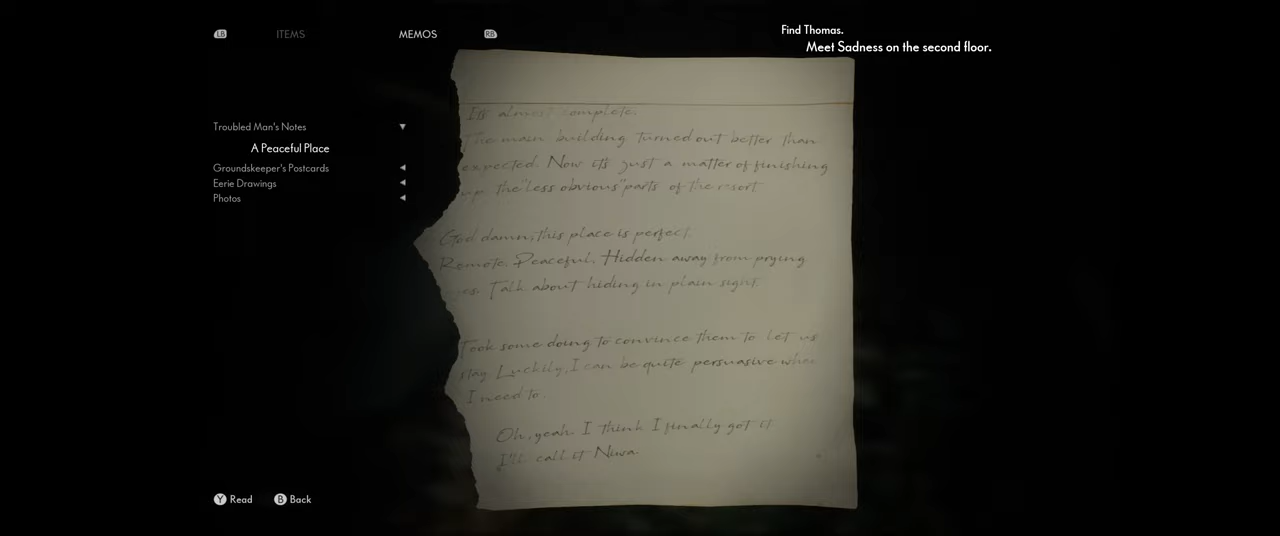 LB
ITEMS
MEMOS
RB
Find Thomas.
Meet Sadness on the second floor.
Troubled Man's Notes
A Peaceful Place
Groundskeeper's Postcards
Eerie Drawings
Photos
It's almost complete.
The main building turned out better than
expected. Now it's just a matter of finishing
up the "less obvious" parts of the resort
God damn, this place is perfect.
Remote. Peaceful. Hidden away from prying
eyes. Talk about hiding in plain sight.
Took some doing to convince them to let us
stay. Luckily, I can be quite persuasive when
I need to.
Oh, yeah. I think I finally got it
I'll call it Niwa.
Y Read
B Back